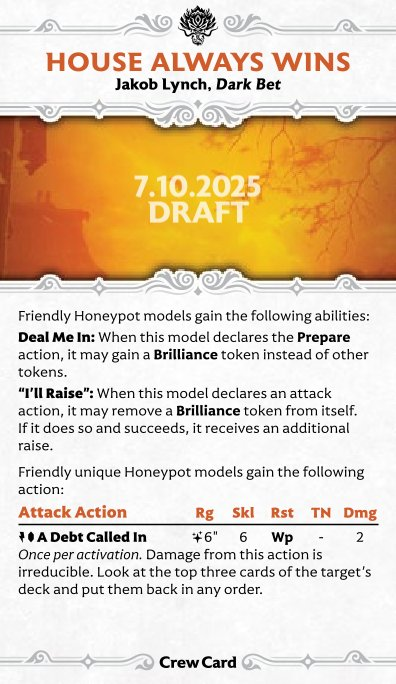 HOUSE ALWAYS WINS
Jakob Lynch, Dark Bet
7.10.2025
DRAFT
Friendly Honeypot models gain the following abilities:
Deal Me In: When this model declares the Prepare
action, it may gain a Brilliance token instead of other
tokens.
“I’ll Raise”: When this model declares an attack
action, it may remove a Brilliance token from itself.
If it does so and succeeds, it receives an additional
raise.
Friendly unique Honeypot models gain the following
action:
Attack Action Rg Skl Rst TN Dmg
A Debt Called In 6" 6 Wp - 2
Once per activation. Damage from this action is
irreducible. Look at the top three cards of the target’s
deck and put them back in any order.
Crew Card